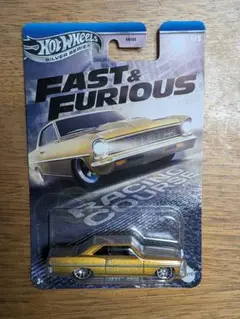 HOT WHEELS
SILVER SERIES
FAST &
FURIOUS
RACING
COURSE